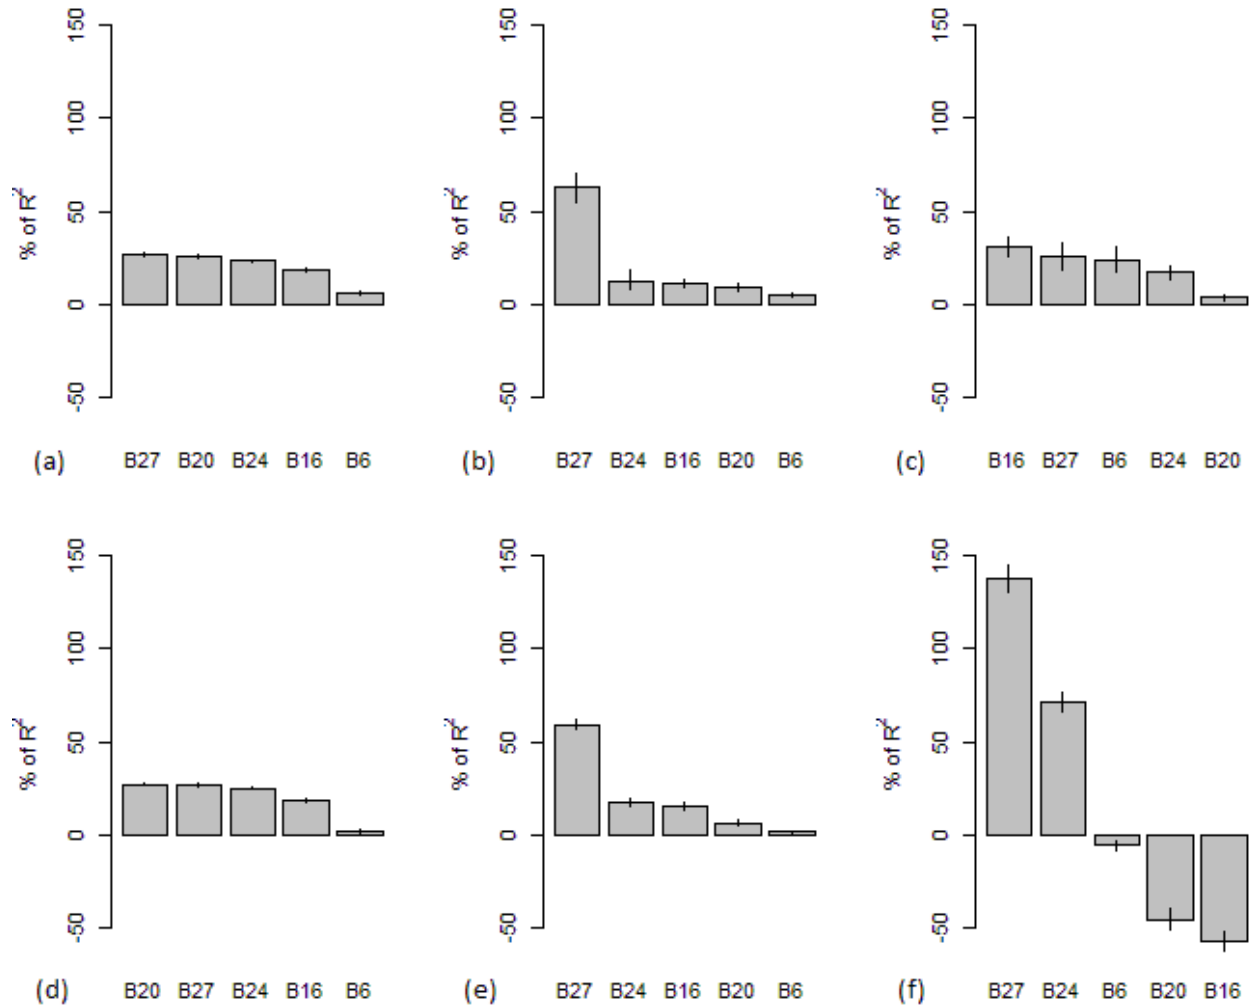 150
100
50
0
-50
% of R²
(a) B27 B20 B24 B16 B6
150
100
50
0
-50
% of R²
(b) B27 B24 B16 B20 B6
150
100
50
0
-50
% of R²
(c) B16 B27 B6 B24 B20
150
100
50
0
-50
% of R²
(d) B20 B27 B24 B16 B6
150
100
50
0
-50
% of R²
(e) B27 B24 B16 B20 B6
150
100
50
0
-50
% of R²
(f) B27 B24 B6 B20 B16